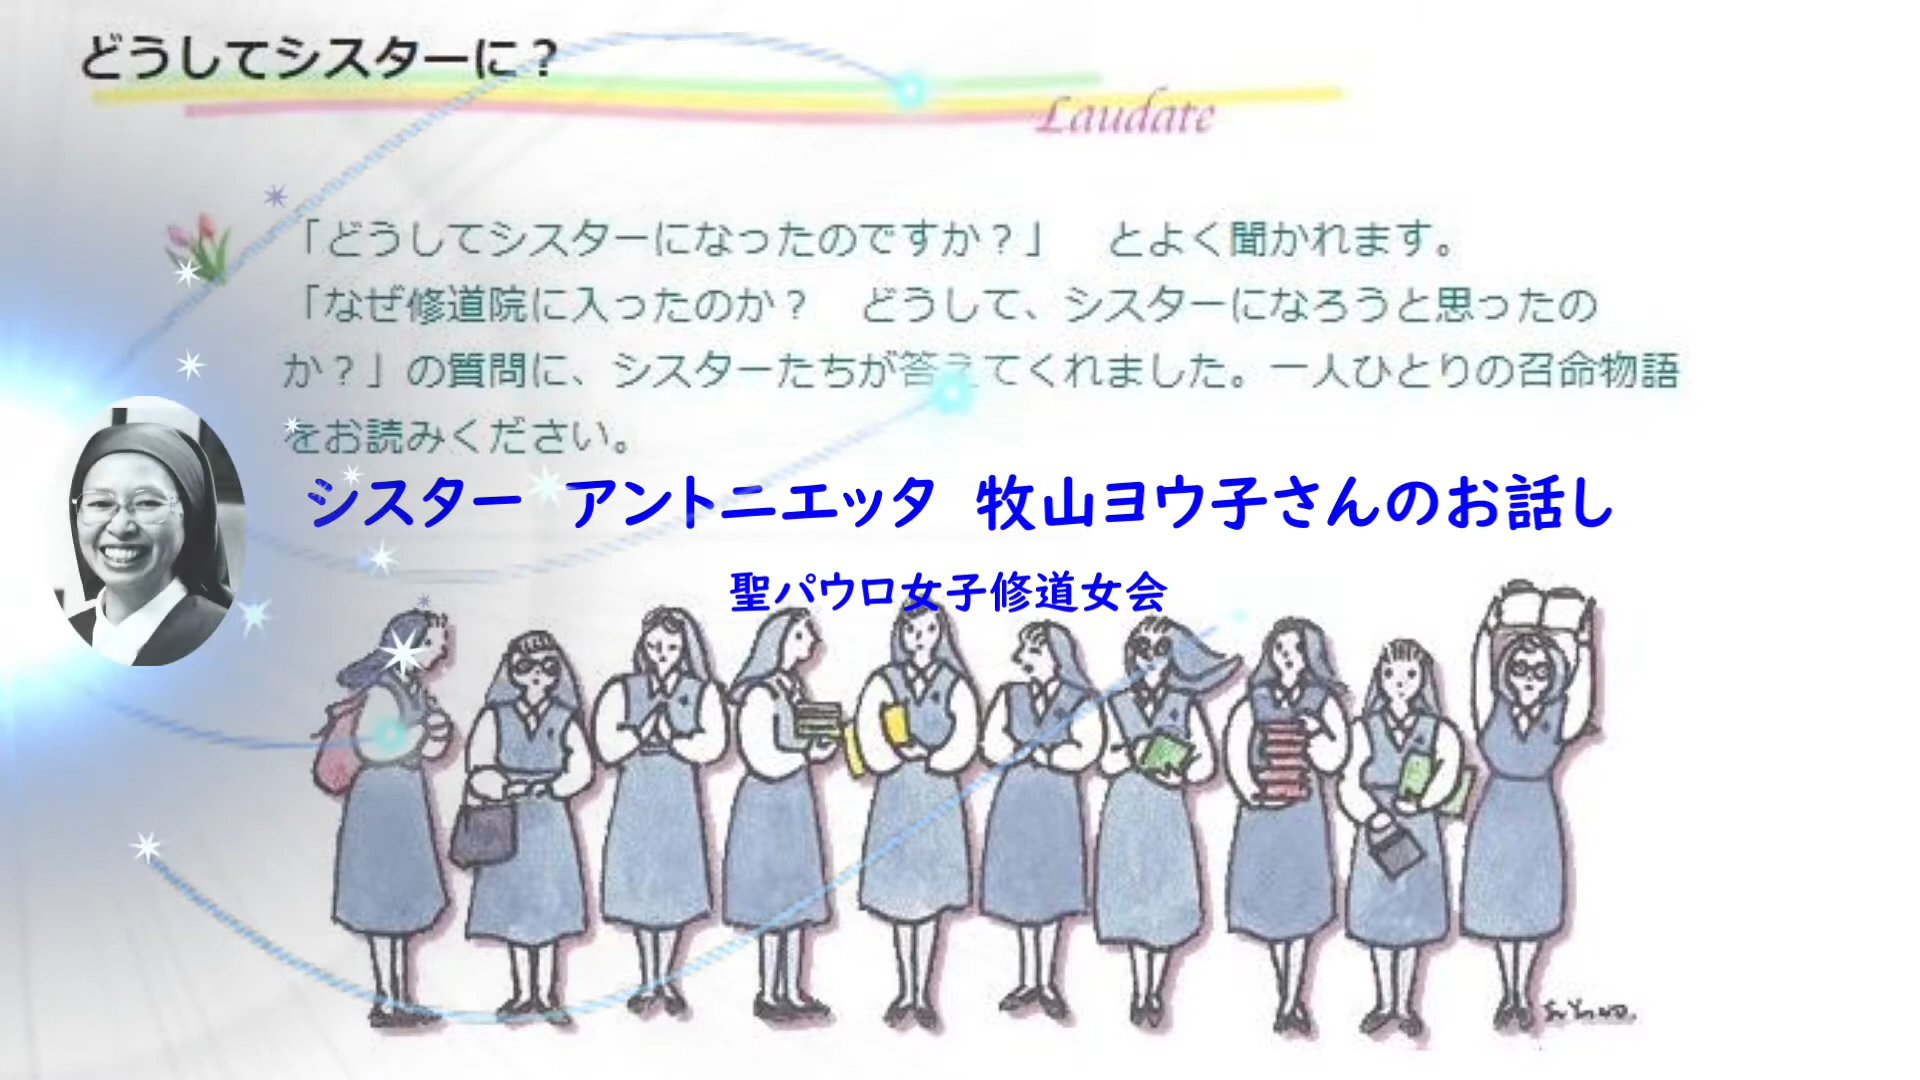 どうしてシスターに？
Laudate
「どうしてシスターになったのですか？」　とよく聞かれます。
「なぜ修道院に入ったのか？　どうして、シスターになろうと思ったの
か？」の質問に、シスターたちが答えてくれました。一人ひとりの召命物語
をお読みください。
シスター　アントニエッタ　牧山ヨウ子さんのお話し
聖パウロ女子修道女会